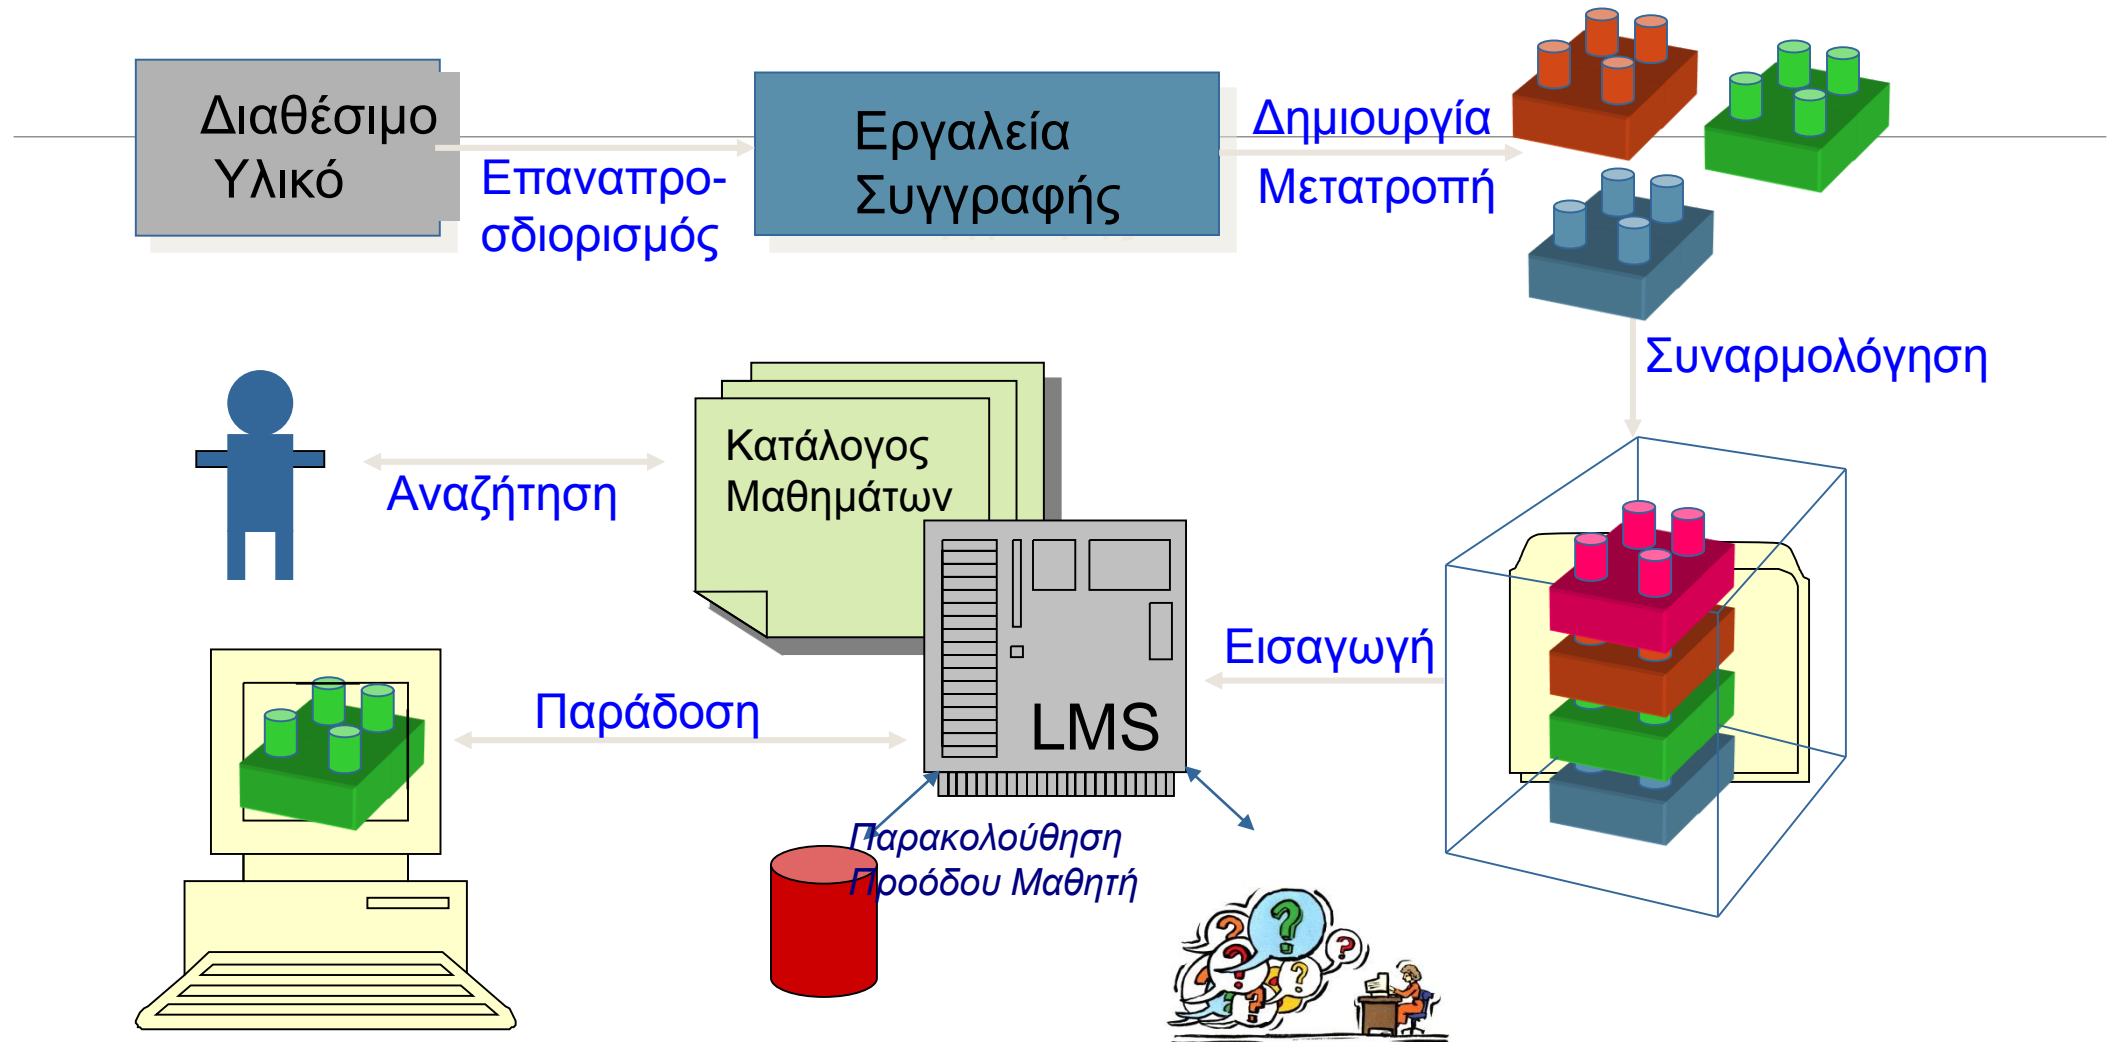 Διαθέσιμο
Υλικό
Επαναπρο-
σδιορισμός
Εργαλεία
Συγγραφής
Δημιουργία
Μετατροπή
Συναρμολόγηση
Κατάλογος
Μαθημάτων
Αναζήτηση
Εισαγωγή
Παράδοση
LMS
Παρακολούθηση
Προόδου Μαθητή